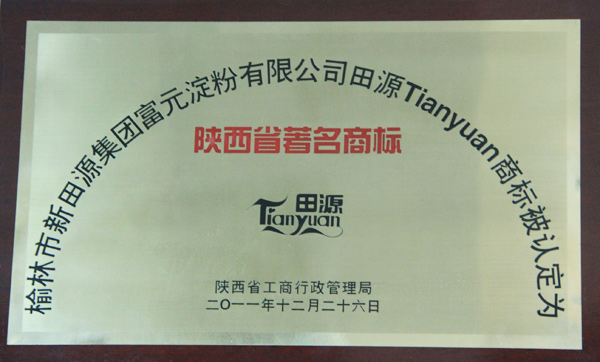 榆林市新田源集团富元淀粉有限公司田源Tianyuan商标被认定为
陕西省著名商标
田源
Tianyuan
陕西省工商行政管理局
二〇一一年十二月二十六日